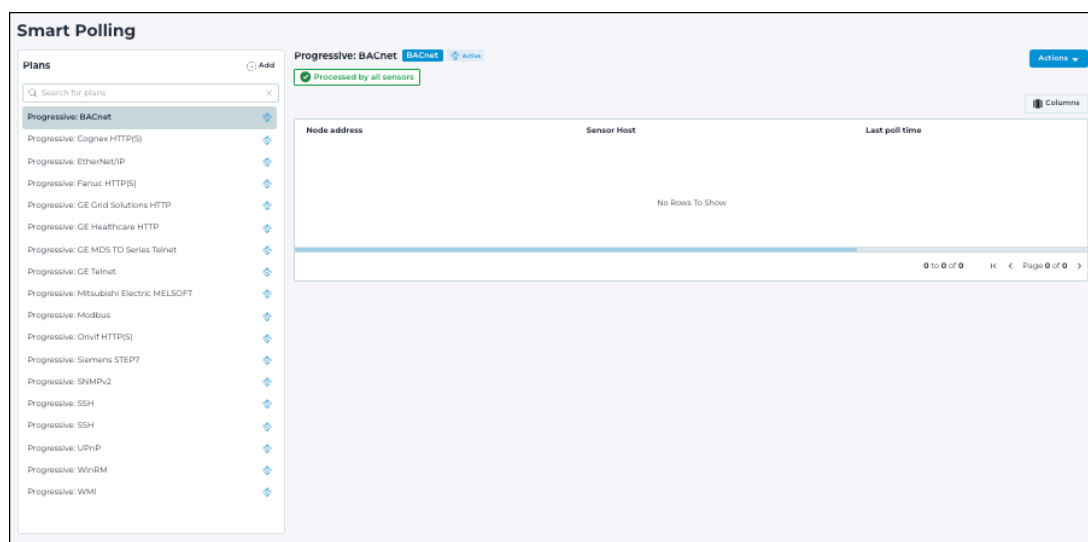 Smart Polling
Plans
Add
Search for plans
Progressive: BACnet
Progressive: Cognex HTTP(S)
Progressive: EtherNet/IP
Progressive: Fanuc HTTP(S)
Progressive: GE Grid Solutions HTTP
Progressive: GE Healthcare HTTP
Progressive: GE MDS TD Series Telnet
Progressive: GE Telnet
Progressive: Mitsubishi Electric MELSOFT
Progressive: Modbus
Progressive: Onvif HTTP(S)
Progressive: Siemens STEP7
Progressive: SNMPv2
Progressive: SSH
Progressive: SSH
Progressive: UPnP
Progressive: WinRM
Progressive: WMI
Progressive: BACnet BACnet Active
Actions
Processed by all sensors
Columns
Node address Sensor Host Last poll time
No Rows To Show
0 to 0 of 0 Page 0 of 0